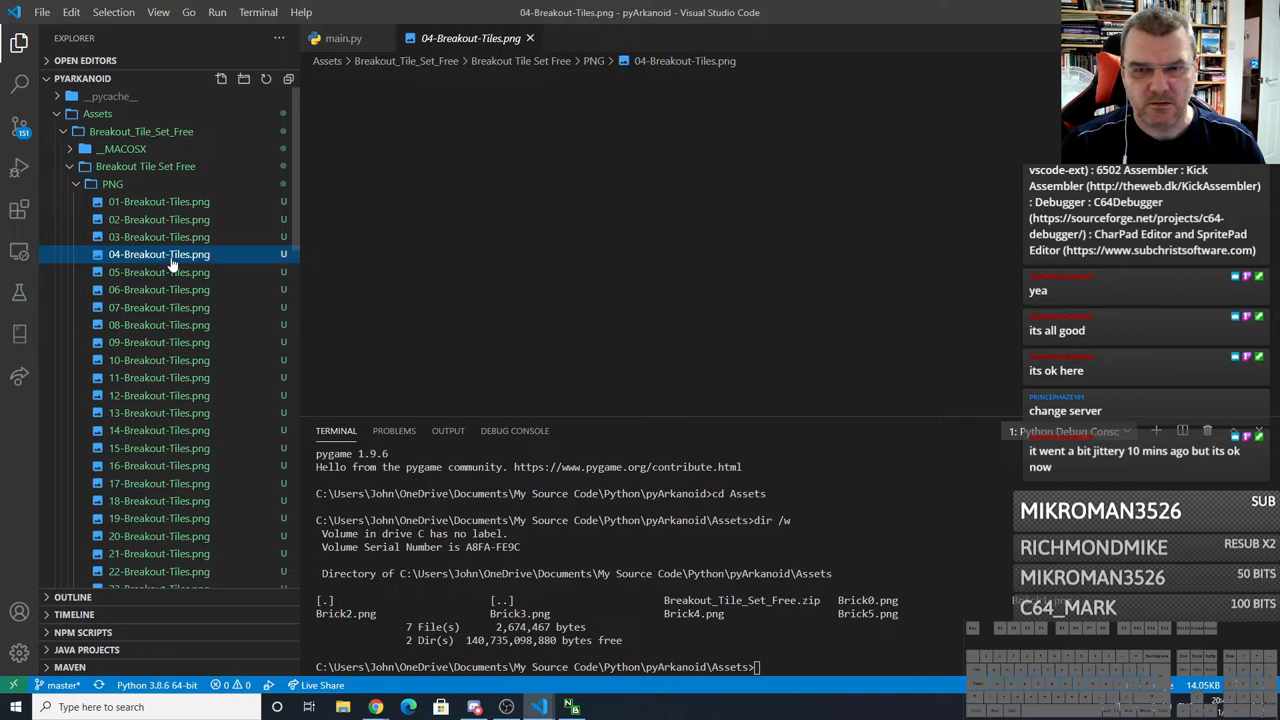 File Edit Selection View Go Run Terminal Help
04-Breakout-Tiles.png - pyArkanoid - Visual Studio Code
EXPLORER
OPEN EDITORS
PYARKANOID
__pycache__
Assets
Breakout_Tile_Set_Free
__MACOSX
Breakout Tile Set Free
PNG
01-Breakout-Tiles.png U
02-Breakout-Tiles.png U
03-Breakout-Tiles.png U
04-Breakout-Tiles.png U
05-Breakout-Tiles.png U
06-Breakout-Tiles.png U
07-Breakout-Tiles.png U
08-Breakout-Tiles.png U
09-Breakout-Tiles.png U
10-Breakout-Tiles.png U
11-Breakout-Tiles.png U
12-Breakout-Tiles.png U
13-Breakout-Tiles.png U
14-Breakout-Tiles.png U
15-Breakout-Tiles.png U
16-Breakout-Tiles.png U
17-Breakout-Tiles.png U
18-Breakout-Tiles.png U
19-Breakout-Tiles.png U
20-Breakout-Tiles.png U
21-Breakout-Tiles.png U
22-Breakout-Tiles.png U
OUTLINE
TIMELINE
NPM SCRIPTS
JAVA PROJECTS
MAVEN
151
main.py 04-Breakout-Tiles.png
Assets > Breakout_Tile_Set_Free > Breakout Tile Set Free > PNG > 04-Breakout-Tiles.png
TERMINAL PROBLEMS OUTPUT DEBUG CONSOLE
1: Python Debug Consc
pygame 1.9.6
Hello from the pygame community. https://www.pygame.org/contribute.html
C:\Users\John\OneDrive\Documents\My Source Code\Python\pyArkanoid>cd Assets
C:\Users\John\OneDrive\Documents\My Source Code\Python\pyArkanoid\Assets>dir /w
Volume in drive C has no label.
Volume Serial Number is A8FA-FE9C
Directory of C:\Users\John\OneDrive\Documents\My Source Code\Python\pyArkanoid\Assets
[.] [..] Breakout_Tile_Set_Free.zip Brick0.png
Brick2.png Brick3.png Brick4.png Brick5.png
7 File(s) 2,674,467 bytes
2 Dir(s) 140,735,098,880 bytes free
C:\Users\John\OneDrive\Documents\My Source Code\Python\pyArkanoid\Assets>
vscode-ext) : 6502 Assembler : Kick
Assembler (http://theweb.dk/KickAssembler)
: Debugger : C64Debugger
(https://sourceforge.net/projects/c64-
debugger/) : CharPad Editor and SpritePad
Editor (https://www.subchristsoftware.com)
yea
its all good
its ok here
PRINCEPHAZE101
change server
it went a bit jittery 10 mins ago but its ok
now
MIKROMAN3526 SUB
RICHMONDMIKE RESUB X2
MIKROMAN3526 50 BITS
C64_MARK 100 BITS
master* Python 3.8.6 64-bit 0 0 Live Share
14.05KB
Type here to search